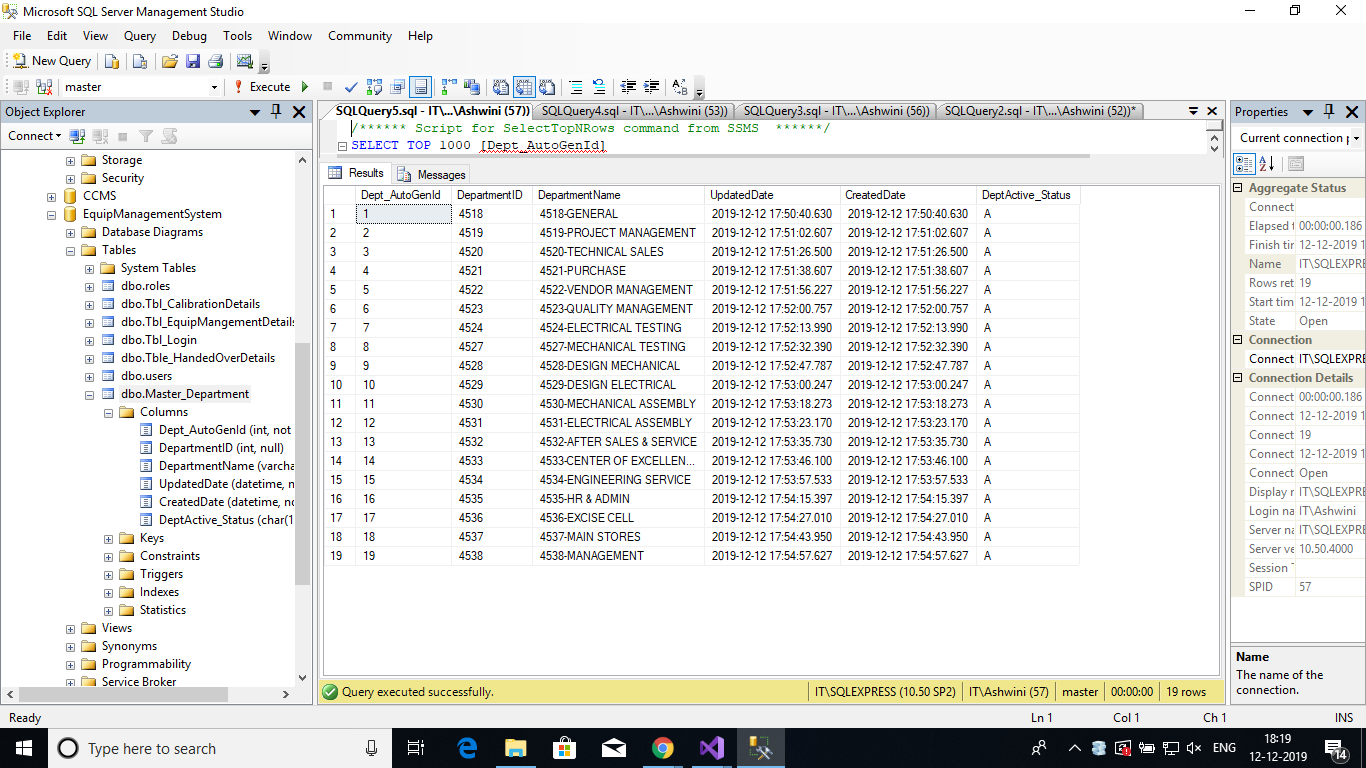 Microsoft SQL Server Management Studio
File Edit View Query Debug Tools Window Community Help
New Query
master Execute
Object Explorer
Connect
Storage
Security
CCMS
EquipManagementSystem
Database Diagrams
Tables
System Tables
dbo.roles
dbo.Tbl_CalibrationDetails
dbo.Tbl_EquipMangementDetails
dbo.Tbl_Login
dbo.Tble_HandedOverDetails
dbo.users
dbo.Master_Department
Columns
Dept_AutoGenId (int, not
DepartmentID (int, null)
DepartmentName (varcha
UpdatedDate (datetime, n
CreatedDate (datetime, no
DeptActive_Status (char(1
Keys
Constraints
Triggers
Indexes
Statistics
Views
Synonyms
Programmability
Service Broker
SQLQuery5.sql - IT\...\Ashwini (57)) SQLQuery4.sql - IT\...\Ashwini (53)) SQLQuery3.sql - IT\...\Ashwini (56)) SQLQuery2.sql - IT\...\Ashwini (52))*
/****** Script for SelectTopNRows command from SSMS ******/
SELECT TOP 1000 [Dept_AutoGenId]
Results Messages
Dept_AutoGenId DepartmentID DepartmentName UpdatedDate CreatedDate DeptActive_Status
1 1 4518 4518-GENERAL 2019-12-12 17:50:40.630 2019-12-12 17:50:40.630 A
2 2 4519 4519-PROJECT MANAGEMENT 2019-12-12 17:51:02.607 2019-12-12 17:51:02.607 A
3 3 4520 4520-TECHNICAL SALES 2019-12-12 17:51:26.500 2019-12-12 17:51:26.500 A
4 4 4521 4521-PURCHASE 2019-12-12 17:51:38.607 2019-12-12 17:51:38.607 A
5 5 4522 4522-VENDOR MANAGEMENT 2019-12-12 17:51:56.227 2019-12-12 17:51:56.227 A
6 6 4523 4523-QUALITY MANAGEMENT 2019-12-12 17:52:00.757 2019-12-12 17:52:00.757 A
7 7 4524 4524-ELECTRICAL TESTING 2019-12-12 17:52:13.990 2019-12-12 17:52:13.990 A
8 8 4527 4527-MECHANICAL TESTING 2019-12-12 17:52:32.390 2019-12-12 17:52:32.390 A
9 9 4528 4528-DESIGN MECHANICAL 2019-12-12 17:52:47.787 2019-12-12 17:52:47.787 A
10 10 4529 4529-DESIGN ELECTRICAL 2019-12-12 17:53:00.247 2019-12-12 17:53:00.247 A
11 11 4530 4530-MECHANICAL ASSEMBLY 2019-12-12 17:53:18.273 2019-12-12 17:53:18.273 A
12 12 4531 4531-ELECTRICAL ASSEMBLY 2019-12-12 17:53:23.170 2019-12-12 17:53:23.170 A
13 13 4532 4532-AFTER SALES & SERVICE 2019-12-12 17:53:35.730 2019-12-12 17:53:35.730 A
14 14 4533 4533-CENTER OF EXCELLEN... 2019-12-12 17:53:46.100 2019-12-12 17:53:46.100 A
15 15 4534 4534-ENGINEERING SERVICE 2019-12-12 17:53:57.533 2019-12-12 17:53:57.533 A
16 16 4535 4535-HR & ADMIN 2019-12-12 17:54:15.397 2019-12-12 17:54:15.397 A
17 17 4536 4536-EXCISE CELL 2019-12-12 17:54:27.010 2019-12-12 17:54:27.010 A
18 18 4537 4537-MAIN STORES 2019-12-12 17:54:43.950 2019-12-12 17:54:43.950 A
19 19 4538 4538-MANAGEMENT 2019-12-12 17:54:57.627 2019-12-12 17:54:57.627 A
Query executed successfully. IT\SQLEXPRESS (10.50 SP2) IT\Ashwini (57) master 00:00:00 19 rows
Properties
Current connection p
Aggregate Status
Connect
Elapsed t 00:00:00.186
Finish tir 12-12-2019 1
Name IT\SQLEXPRE
Rows ret 19
Start tim 12-12-2019 1
State Open
Connection
Connect IT\SQLEXPRE
Connection Details
Connect 00:00:00.186
Connect 12-12-2019 1
Connect 19
Connect 12-12-2019 1
Connect Open
Display n IT\SQLEXPRE
Login na IT\Ashwini
Server na IT\SQLEXPRE
Server ve 10.50.4000
Session T
SPID 57
Name
The name of the
connection.
Ready Ln 1 Col 1 Ch 1 INS
Type here to search ENG 18:19
12-12-2019 14